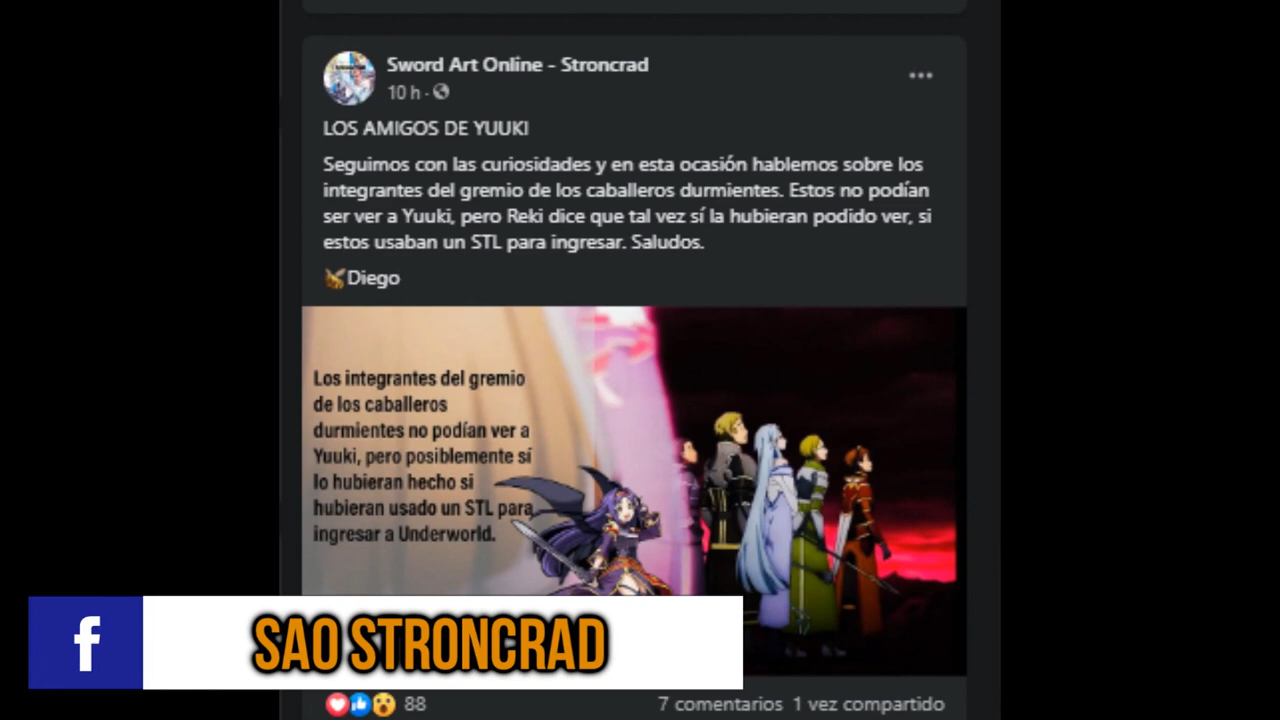 Sword Art Online - Stroncrad
10 h ·
LOS AMIGOS DE YUUKI
Seguimos con las curiosidades y en esta ocasión hablemos sobre los
integrantes del gremio de los caballeros durmientes. Estos no podían
ser ver a Yuuki, pero Reki dice que tal vez sí la hubieran podido ver, si
estos usaban un STL para ingresar. Saludos.
Diego
Los integrantes del gremio
de los caballeros
durmientes no podían ver a
Yuuki, pero posiblemente sí
lo hubieran hecho si
hubieran usado un STL para
ingresar a Underworld.
f
SAO STRONCRAD
88
7 comentarios 1 vez compartido